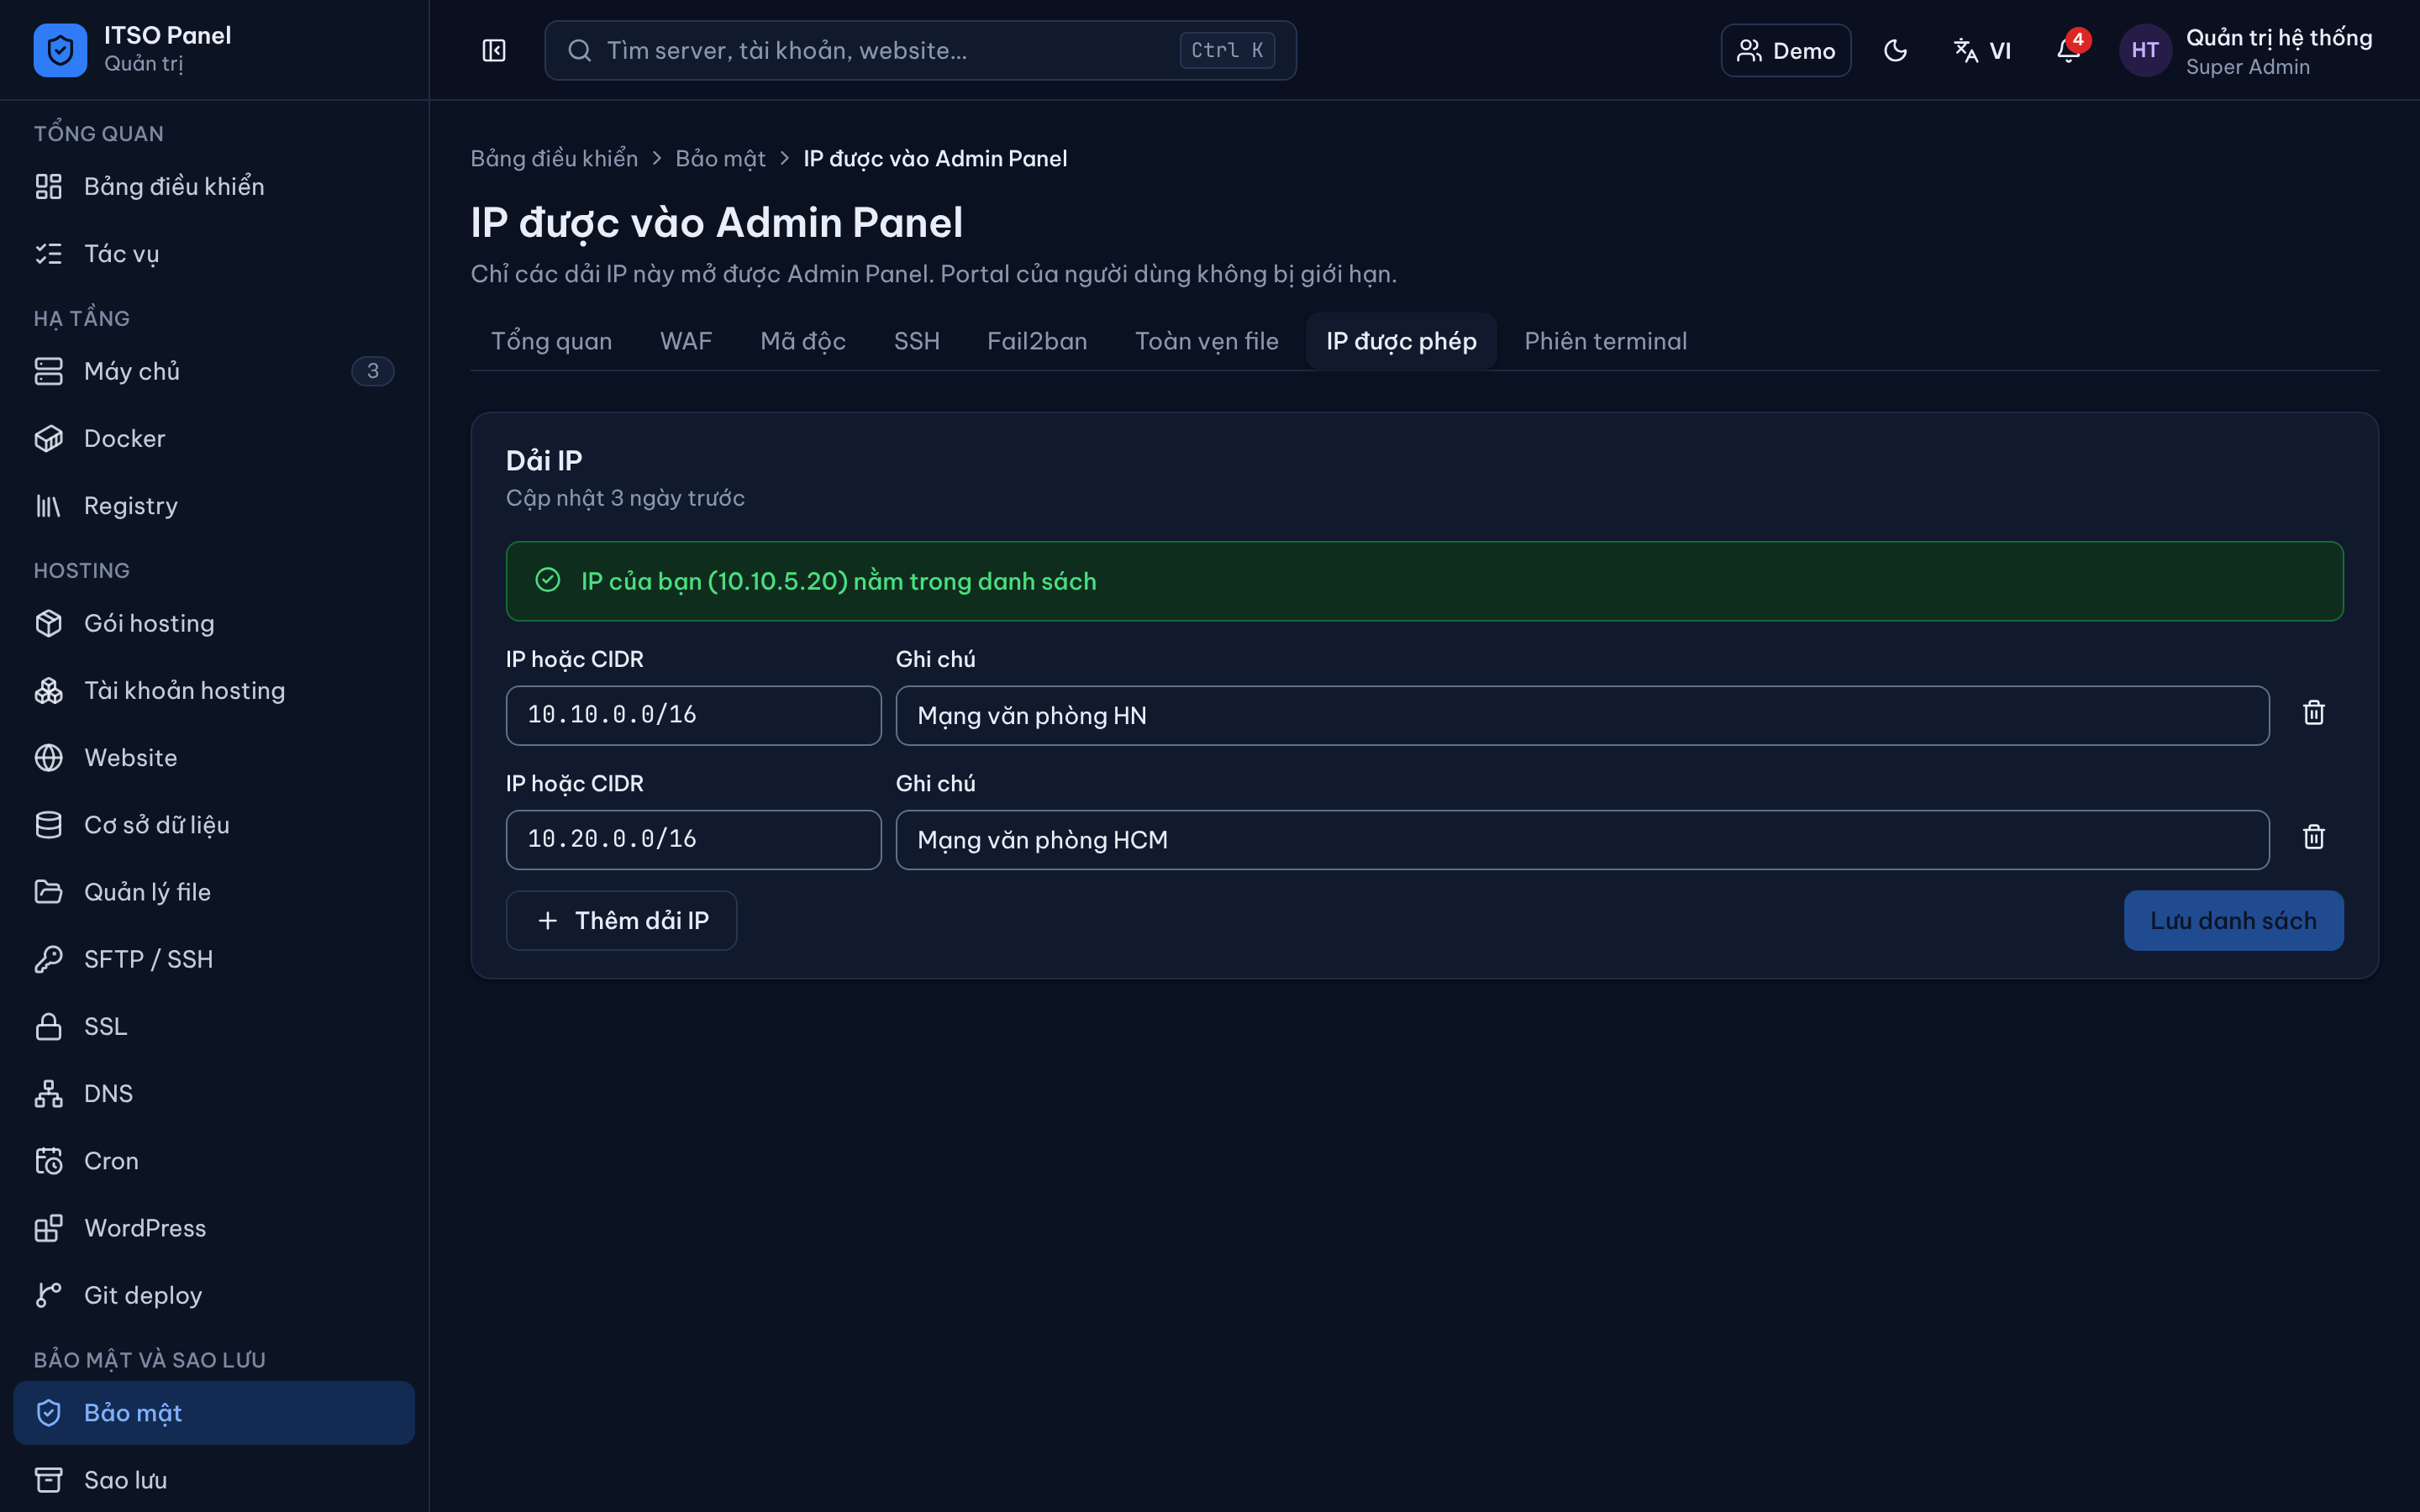 ITSO Panel
Quản trị
TỔNG QUAN
Bảng điều khiển
Tác vụ
HẠ TẦNG
Máy chủ 3
Docker
Registry
HOSTING
Gói hosting
Tài khoản hosting
Website
Cơ sở dữ liệu
Quản lý file
SFTP / SSH
SSL
DNS
Cron
WordPress
Git deploy
BẢO MẬT VÀ SAO LƯU
Bảo mật
Sao lưu
Tìm server, tài khoản, website... Ctrl K
Demo
VI
4
HT
Quản trị hệ thống
Super Admin
Bảng điều khiển > Bảo mật > IP được vào Admin Panel
IP được vào Admin Panel
Chỉ các dải IP này mở được Admin Panel. Portal của người dùng không bị giới hạn.
Tổng quan WAF Mã độc SSH Fail2ban Toàn vẹn file IP được phép Phiên terminal
Dải IP
Cập nhật 3 ngày trước
IP của bạn (10.10.5.20) nằm trong danh sách
IP hoặc CIDR Ghi chú
10.10.0.0/16 Mạng văn phòng HN
IP hoặc CIDR Ghi chú
10.20.0.0/16 Mạng văn phòng HCM
Thêm dải IP Lưu danh sách